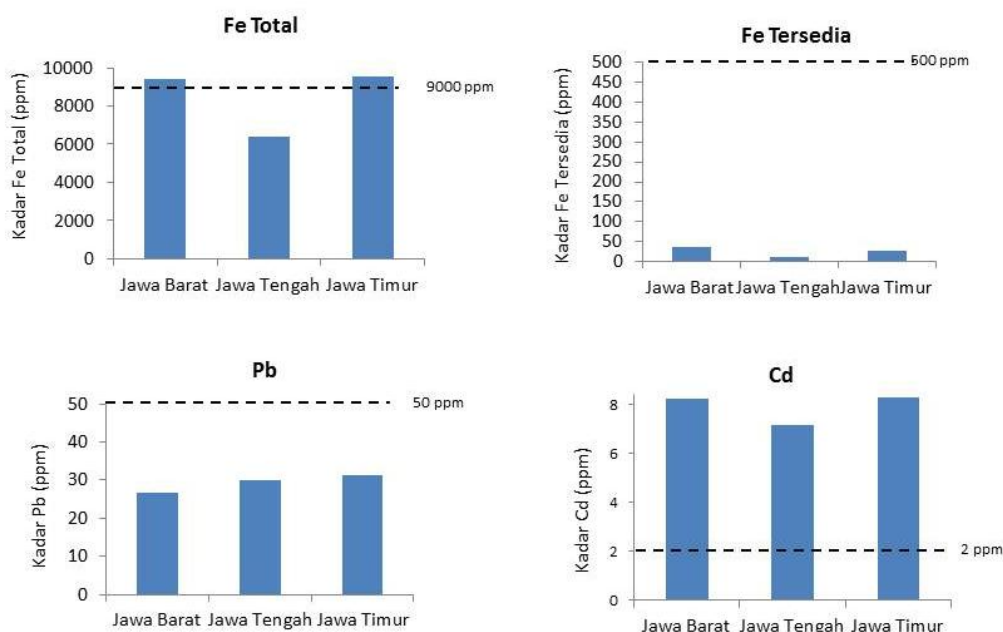 Fe Total
Kadar Fe Total (ppm)
10000
8000
6000
4000
2000
0
9000 ppm
Jawa Barat Jawa Tengah Jawa Timur
Fe Tersedia
Kadar Fe Tersedia (ppm)
500
450
400
350
300
250
200
150
100
50
0
500 ppm
Jawa Barat Jawa Tengah Jawa Timur
Pb
Kadar Pb (ppm)
50
40
30
20
10
0
50 ppm
Jawa Barat Jawa Tengah Jawa Timur
Cd
Kadar Cd (ppm)
8
6
4
2
0
2 ppm
Jawa Barat Jawa Tengah Jawa Timur